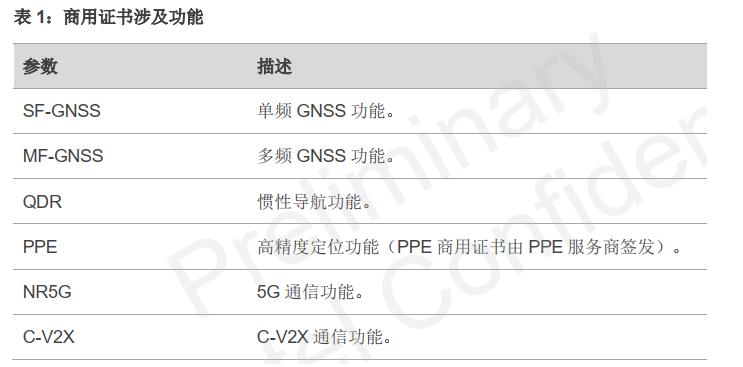 表 1：商用证书涉及功能
参数 描述
SF-GNSS 单频 GNSS 功能。
MF-GNSS 多频 GNSS 功能。
QDR 惯性导航功能。
PPE 高精度定位功能（PPE 商用证书由 PPE 服务商签发）。
NR5G 5G 通信功能。
C-V2X C-V2X 通信功能。
Preliminary